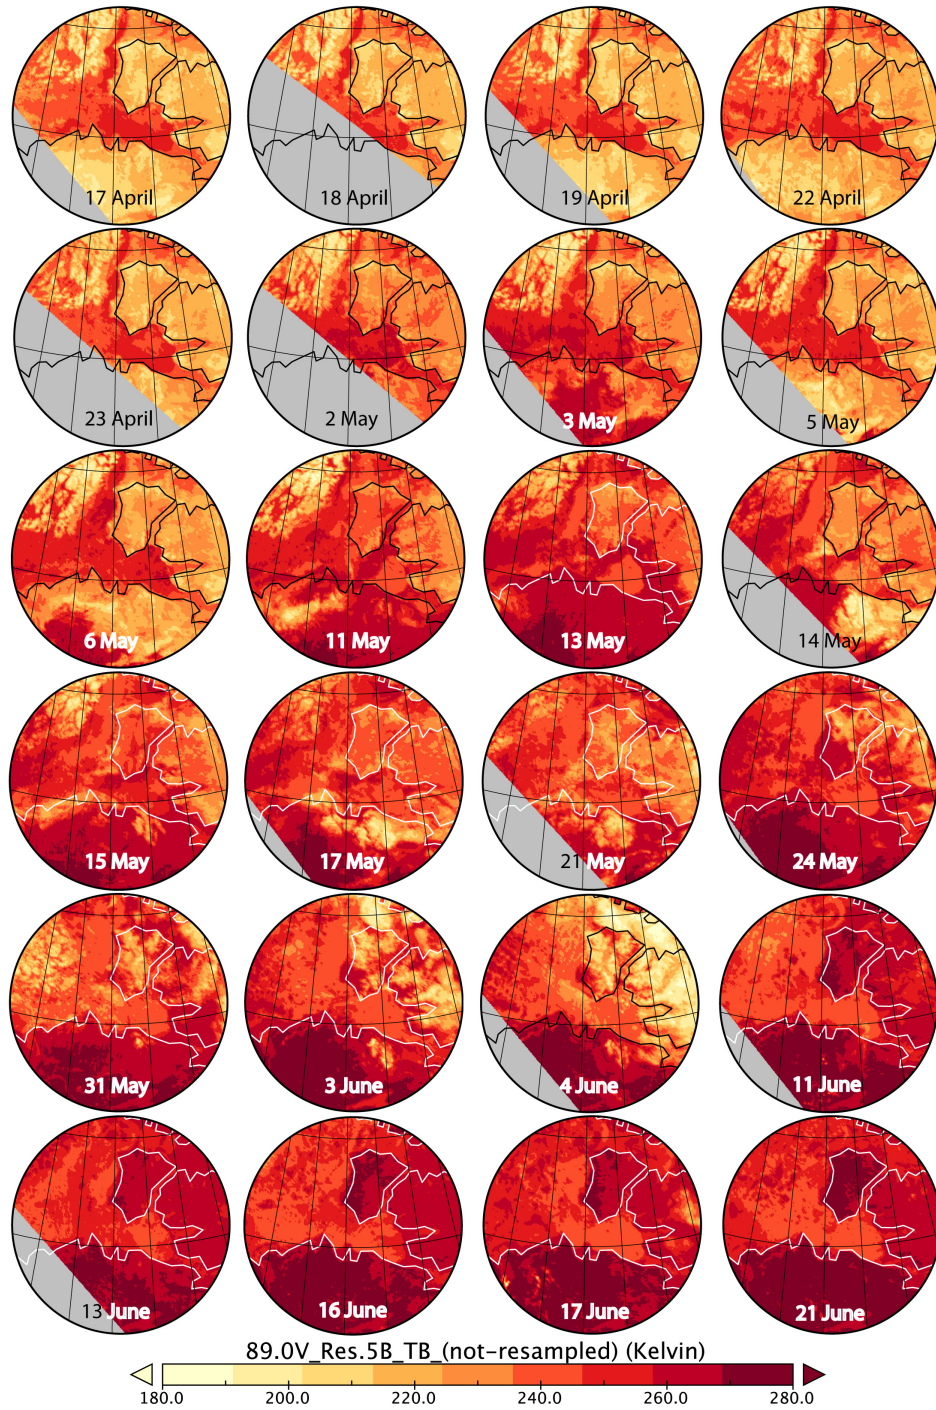 17 April
18 April
19 April
22 April
23 April
2 May
3 May
5 May
6 May
11 May
13 May
14 May
15 May
17 May
21 May
24 May
31 May
3 June
4 June
11 June
13 June
16 June
17 June
21 June
89.0V_Res.5B_TB_(not-resampled) (Kelvin)
180.0 200.0 220.0 240.0 260.0 280.0